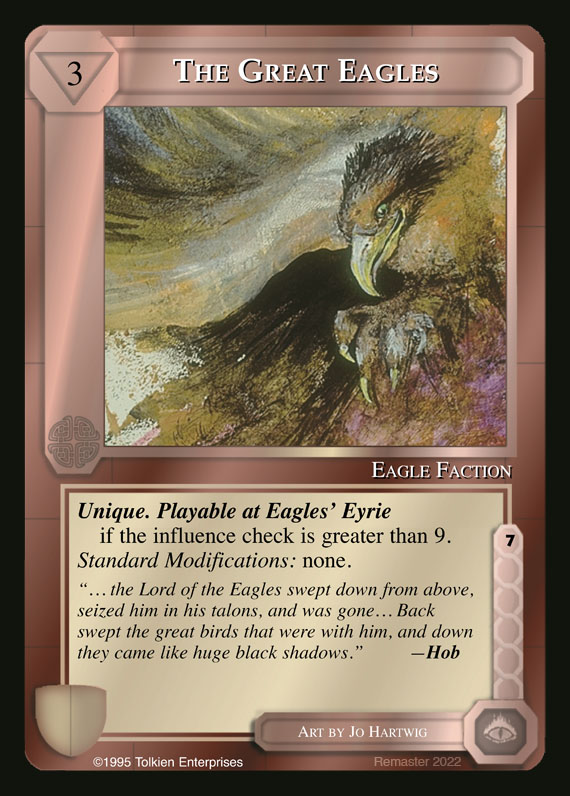 3
The Great Eagles
Eagle Faction
Unique. Playable at Eagles’ Eyrie
if the influence check is greater than 9.
Standard Modifications: none.
“… the Lord of the Eagles swept down from above,
seized him in his talons, and was gone… Back
swept the great birds that were with him, and down
they came like huge black shadows.” —Hob
7
Art by Jo Hartwig
©1995 Tolkien Enterprises
Remaster 2022